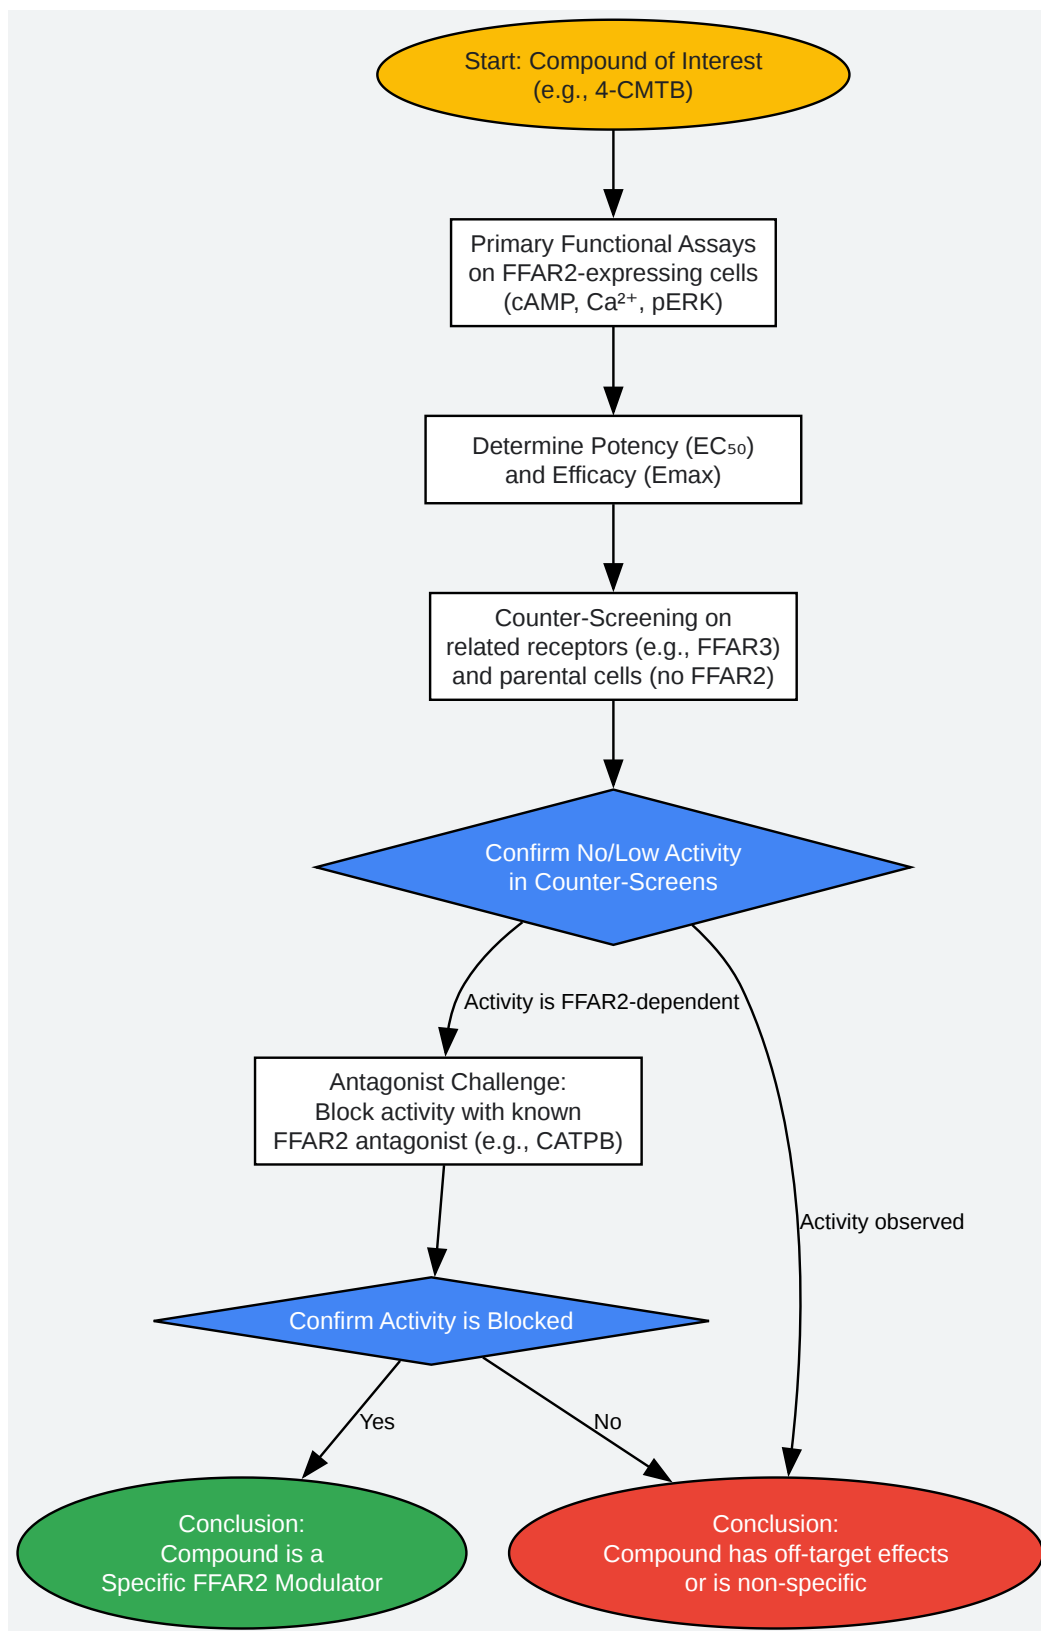 Start: Compound of Interest
(e.g., 4-CMTB)
Primary Functional Assays
on FFAR2-expressing cells
(cAMP, Ca²⁺, pERK)
Determine Potency (EC₅₀)
and Efficacy (Emax)
Counter-Screening on
related receptors (e.g., FFAR3)
and parental cells (no FFAR2)
Confirm No/Low Activity
in Counter-Screens
Activity is FFAR2-dependent
Antagonist Challenge:
Block activity with known
FFAR2 antagonist (e.g., CATPB)
Activity observed
Confirm Activity is Blocked
Yes
No
Conclusion:
Compound is a
Specific FFAR2 Modulator
Conclusion:
Compound has off-target effects
or is non-specific